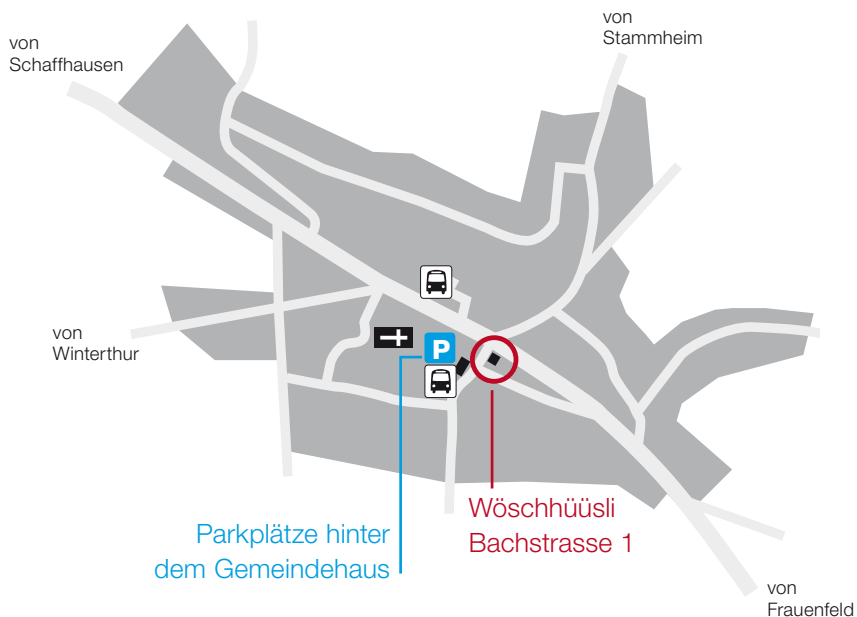 von
Schaffhausen
von
Stammheim
von
Winterthur
P
Wöschhüüsli
Bachstrasse 1
Parkplätze hinter
dem Gemeindehaus
von
Frauenfeld